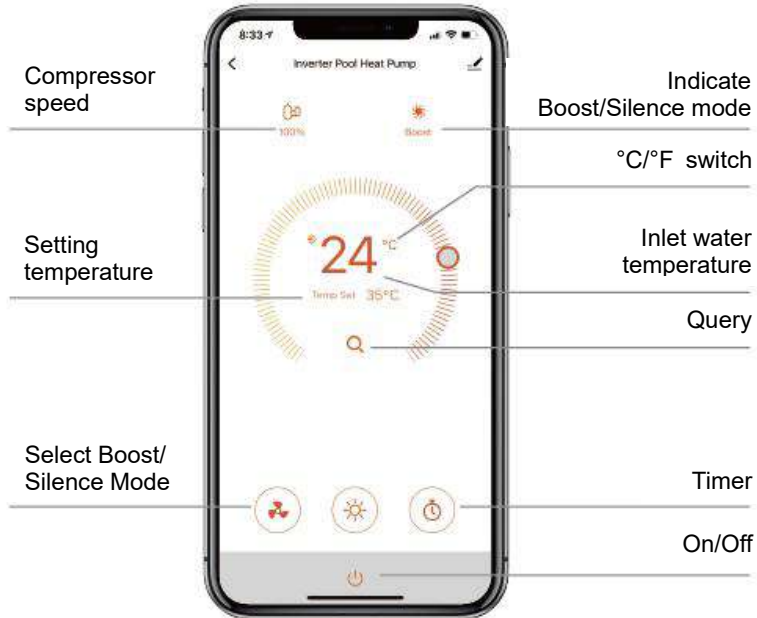 8:33
Inverter Pool Heat Pump
Compressor
speed
Indicate
Boost/Silence mode
100%
Boost
°C/°F switch
Setting
temperature
24 °C
Inlet water
temperature
Temp Set 35°C
Query
Select Boost/
Silence Mode
Timer
On/Off